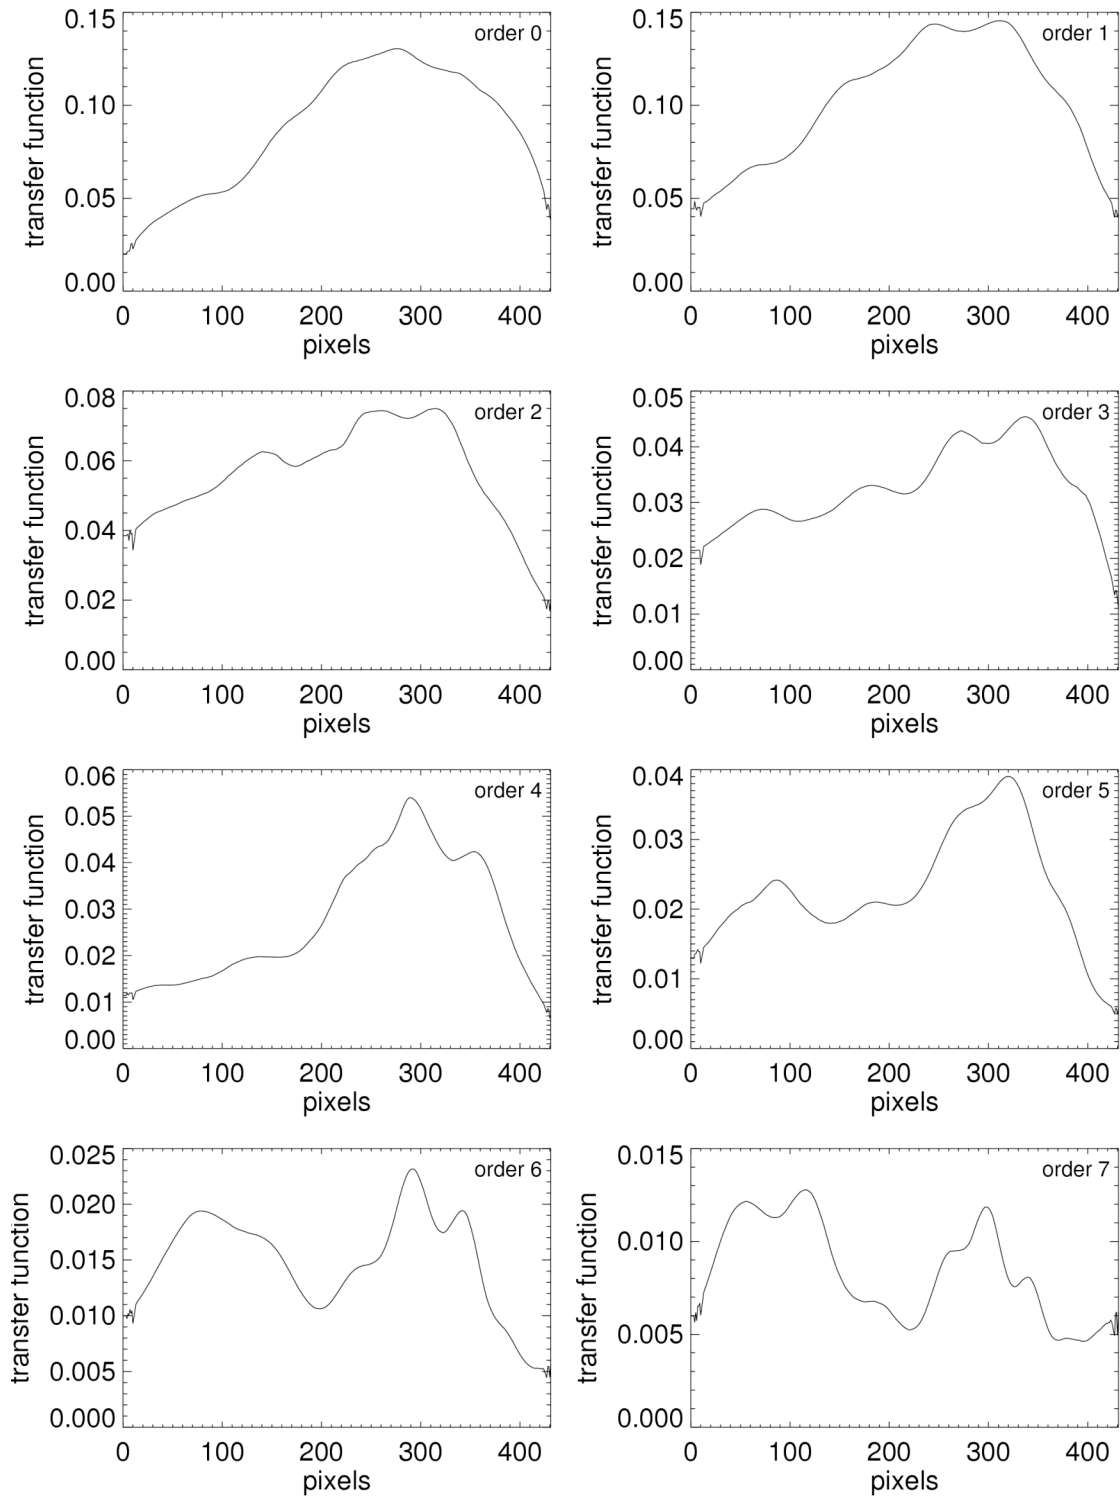 order 0
transfer function
0.15
0.10
0.05
0.00
0 100 200 300 400
pixels
order 1
transfer function
0.15
0.10
0.05
0.00
0 100 200 300 400
pixels
order 2
transfer function
0.08
0.06
0.04
0.02
0.00
0 100 200 300 400
pixels
order 3
transfer function
0.05
0.04
0.03
0.02
0.01
0.00
0 100 200 300 400
pixels
order 4
transfer function
0.06
0.05
0.04
0.03
0.02
0.01
0.00
0 100 200 300 400
pixels
order 5
transfer function
0.04
0.03
0.02
0.01
0.00
0 100 200 300 400
pixels
order 6
transfer function
0.025
0.020
0.015
0.010
0.005
0.000
0 100 200 300 400
pixels
order 7
transfer function
0.015
0.010
0.005
0.000
0 100 200 300 400
pixels